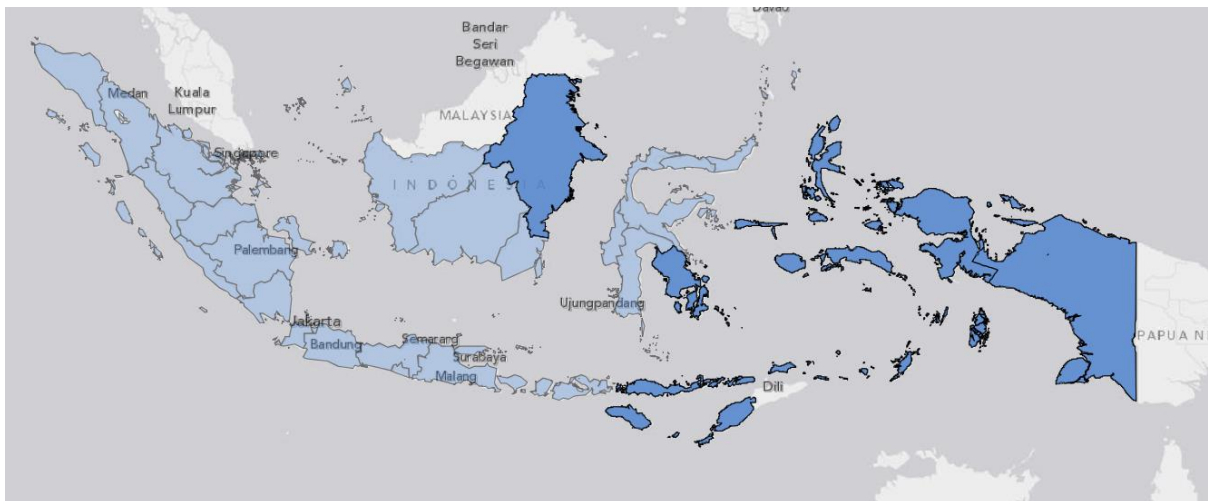 Davao
Bandar
Seri
Begawan
Medan
Kuala
Lumpur
MALAYSIA
Singapore
INDONESIA
Palembang
Ujungpandang
Jakarta
Semarang
Bandung
Surabaya
Malang
Dili
PAPUA N